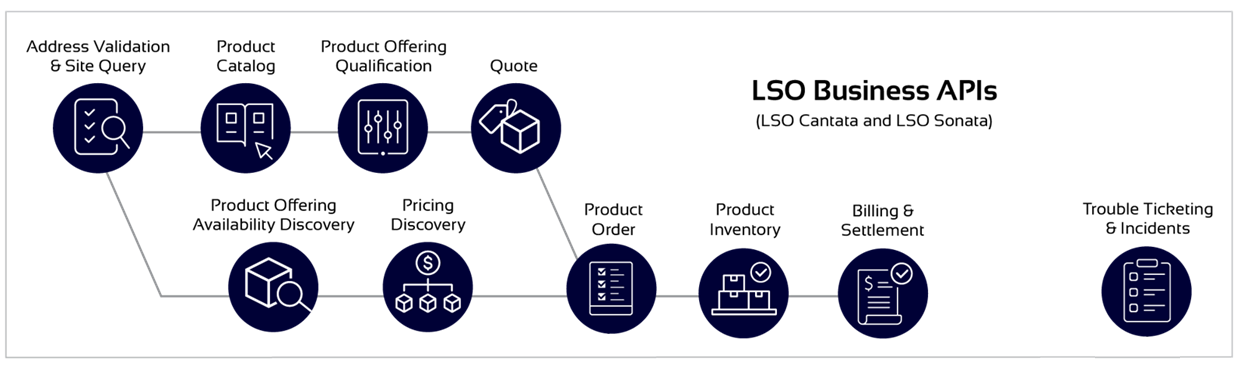 Address Validation
& Site Query
Product
Catalog
Product Offering
Qualification
Quote
LSO Business APIs
(LSO Cantata and LSO Sonata)
Product Offering
Availability Discovery
Pricing
Discovery
$
Product
Order
Product
Inventory
Billing &
Settlement
$
Trouble Ticketing
& Incidents